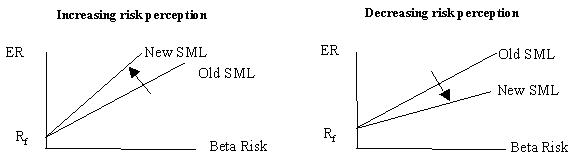 Increasing risk perception
ER
New SML
Old SML
Rf
Beta Risk
Decreasing risk perception
ER
Old SML
New SML
Rf
Beta Risk